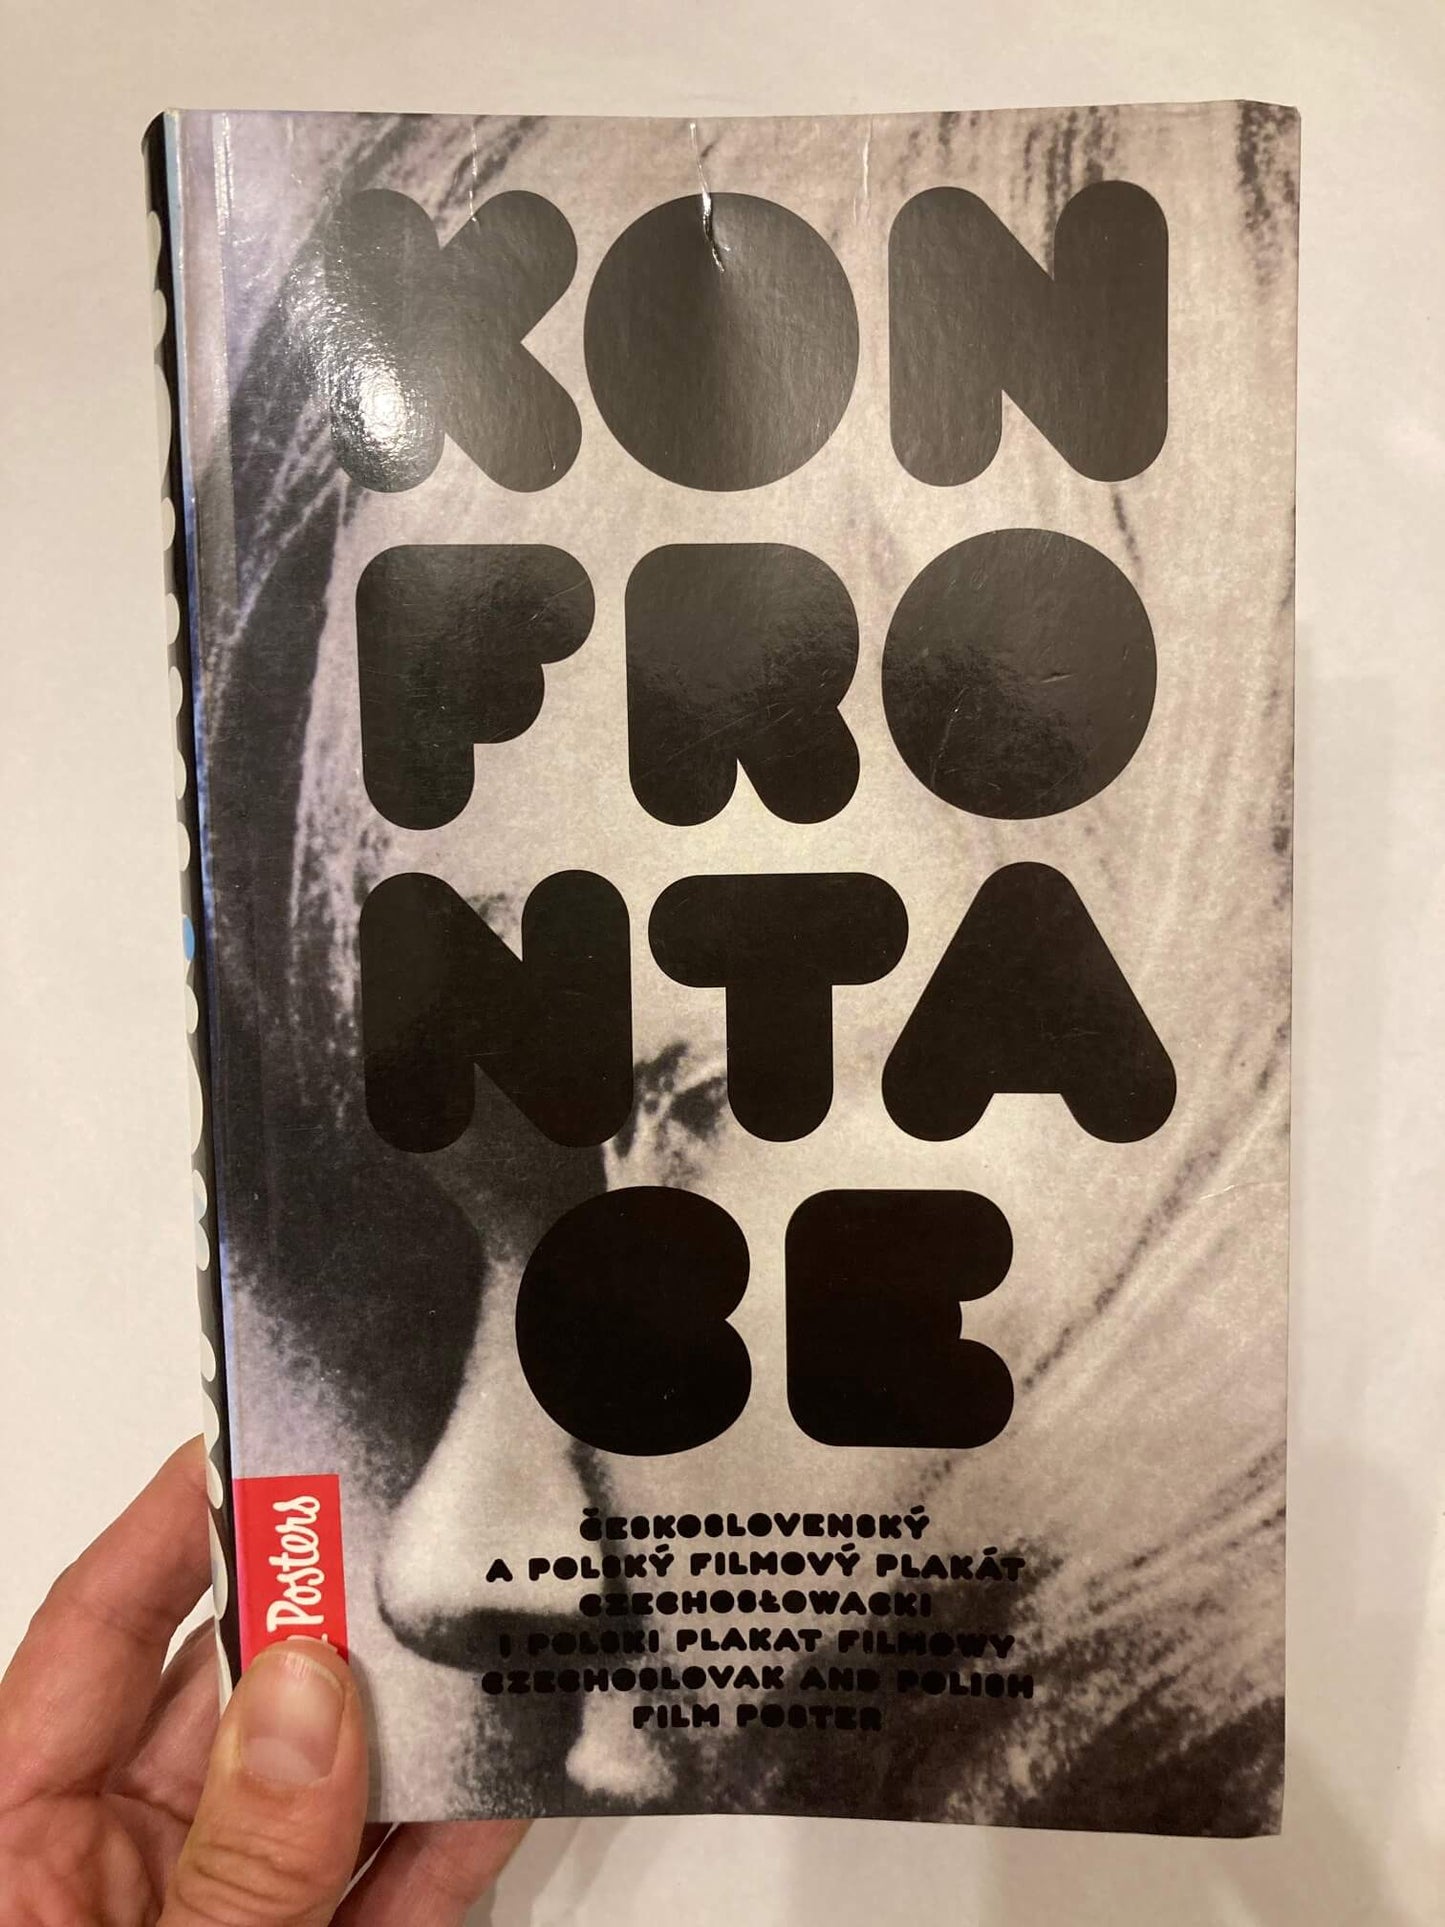 KON
FRO
NTA
CE
ČESKOSLOVENSKÝ
A POLSKÝ FILMOVÝ PLAKÁT
CZECHOSŁOWACKI
I POLSKI PLAKAT FILMOWY
CZECHOSLOVAK AND POLISH
FILM POSTER
Posters